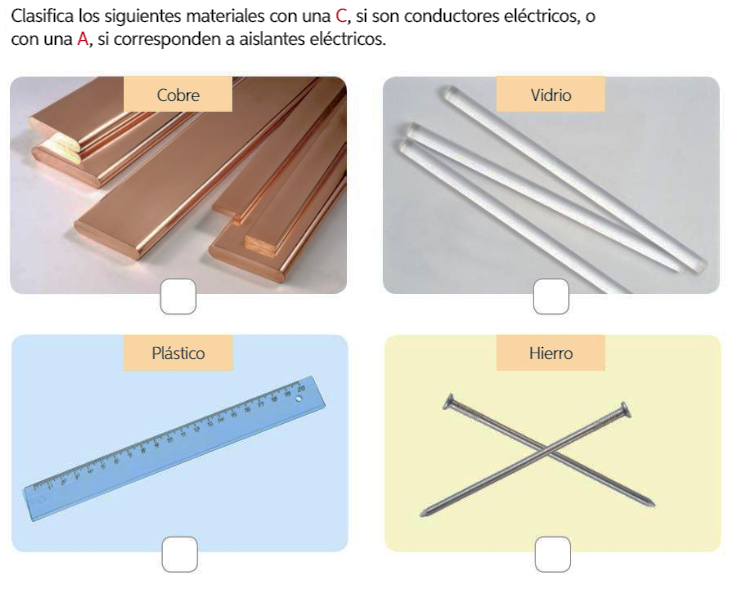 Clasifica los siguientes materiales con una C, si son conductores eléctricos, o
con una A, si corresponden a aislantes eléctricos.
Cobre
Vidrio
Plástico
Hierro